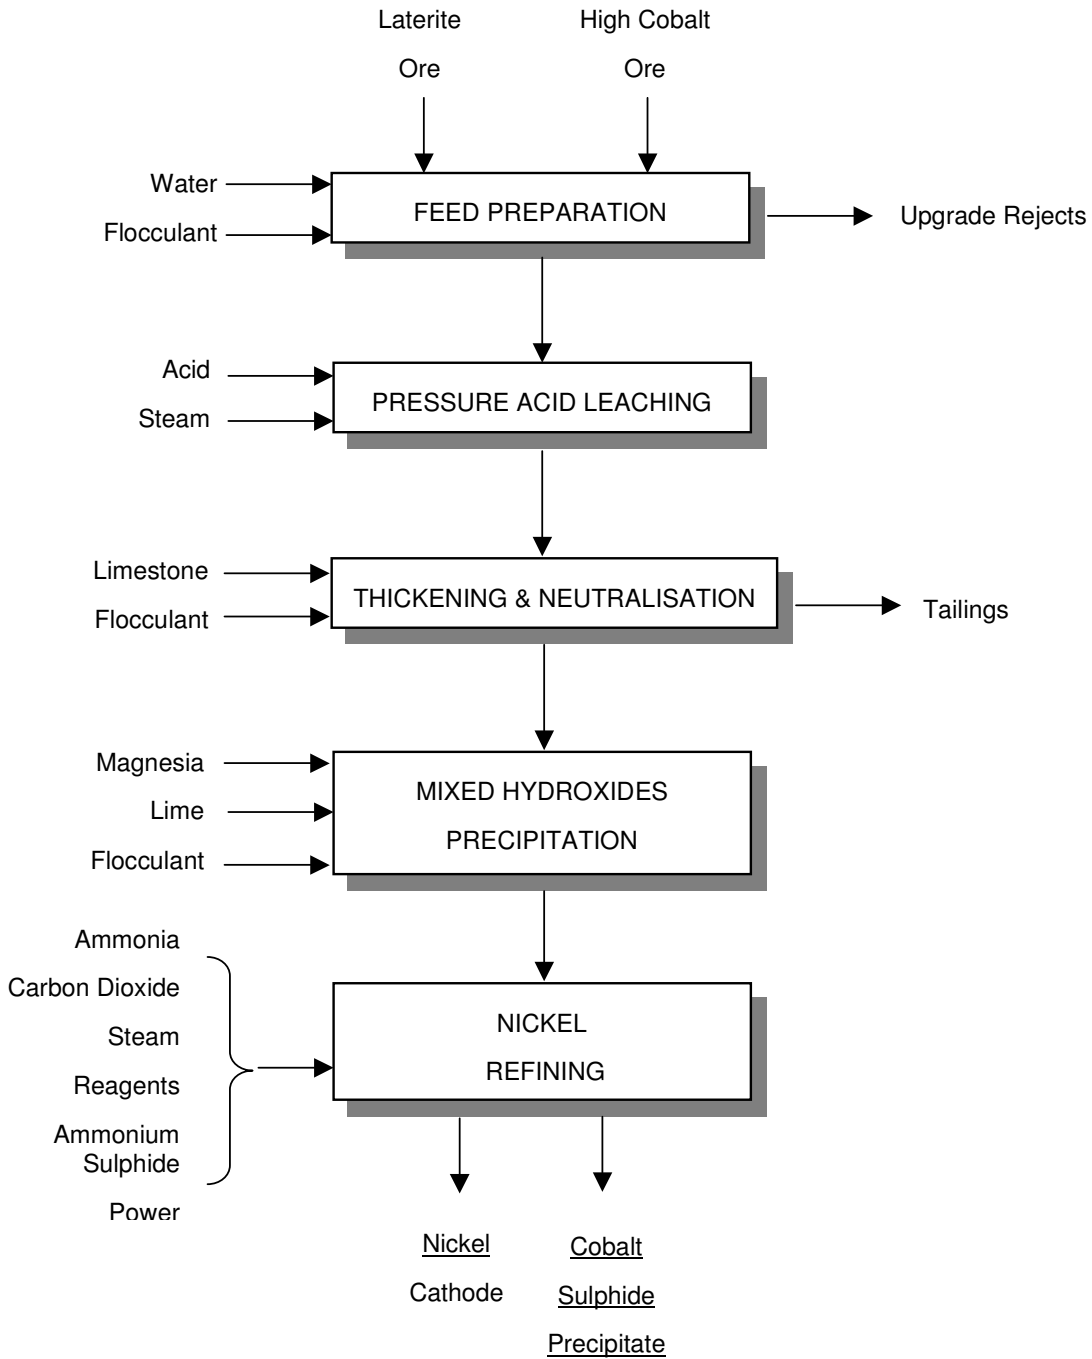 Laterite
Ore
High Cobalt
Ore
Water
Flocculant
FEED PREPARATION
Upgrade Rejects
Acid
Steam
PRESSURE ACID LEACHING
Limestone
Flocculant
THICKENING & NEUTRALISATION
Tailings
Magnesia
Lime
Flocculant
MIXED HYDROXIDES
PRECIPITATION
Ammonia
Carbon Dioxide
Steam
Reagents
Ammonium
Sulphide
Power
NICKEL
REFINING
Nickel
Cathode
Cobalt
Sulphide
Precipitate